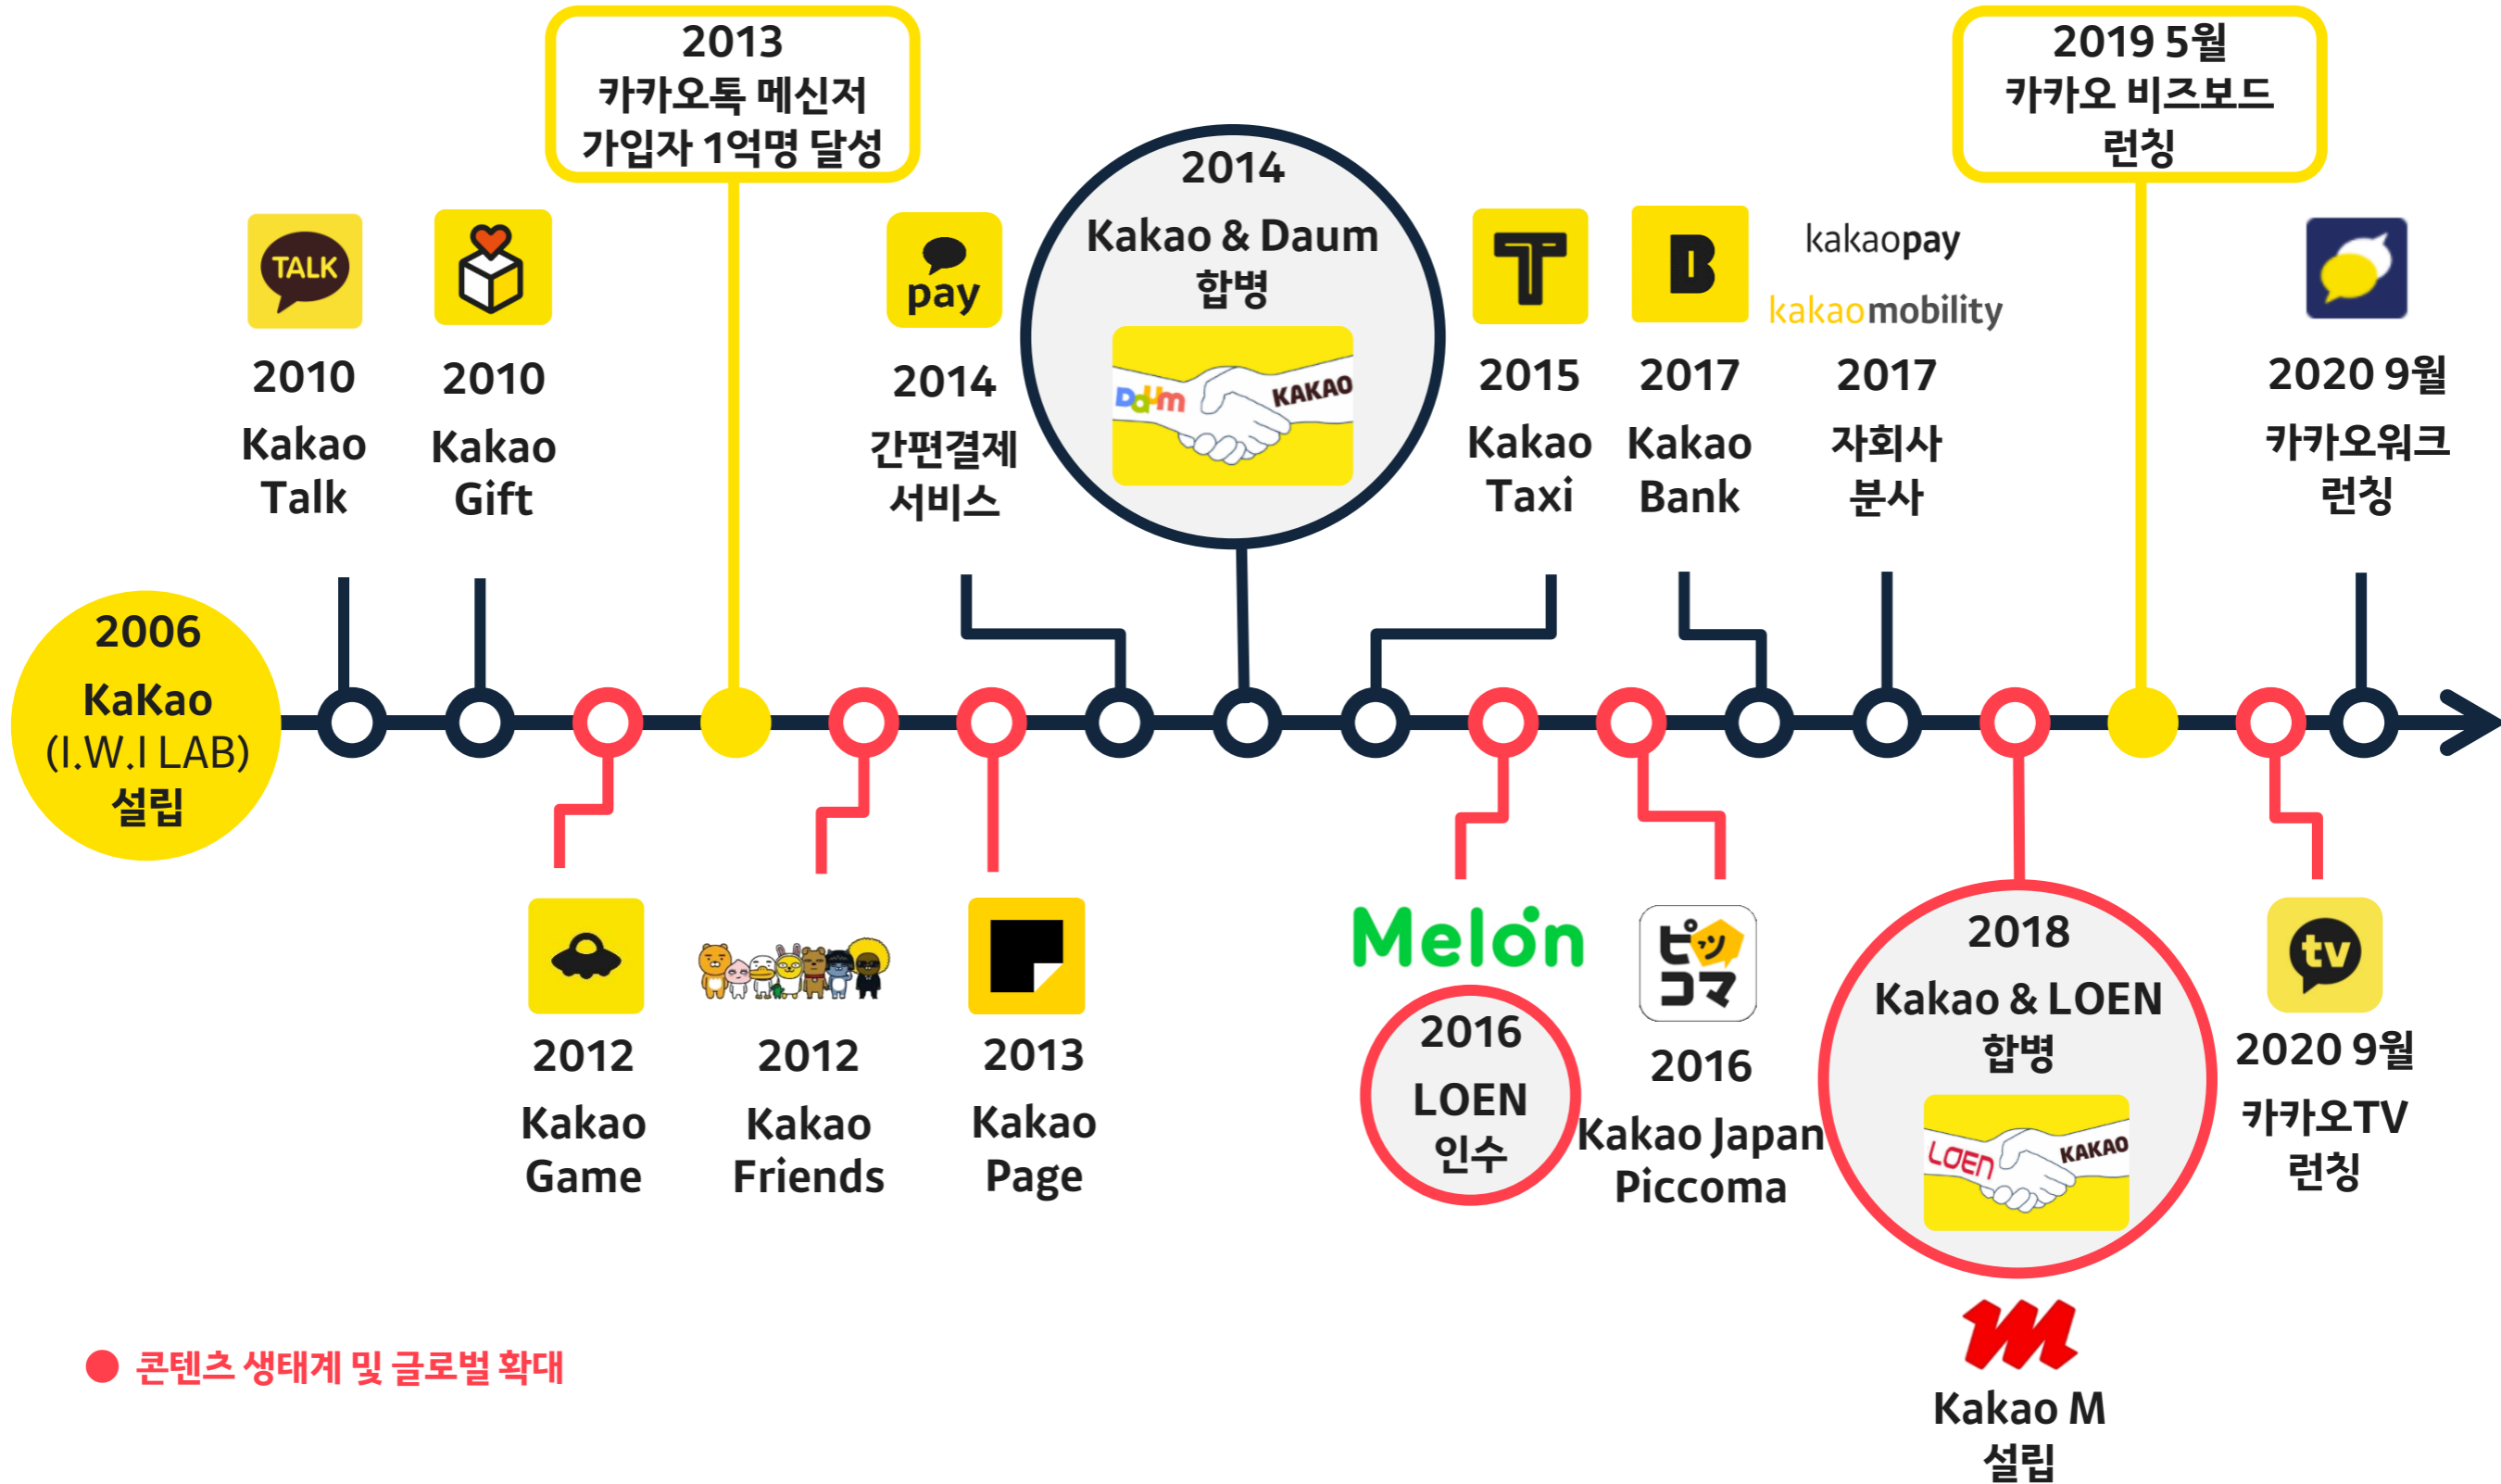 2006
KaKao
(I.W.I LAB)
설립
TALK
2010
Kakao
Talk
2010
Kakao
Gift
2012
Kakao
Game
2013
카카오톡 메신저
가입자 1억명 달성
2012
Kakao
Friends
2013
Kakao
Page
pay
2014
간편결제
서비스
2014
Kakao & Daum
합병
Daum
KAKAO
T
2015
Kakao
Taxi
Melon
2016
LOEN
인수
ピッ
コマ
2016
Kakao Japan
Piccoma
B
2017
Kakao
Bank
kakaopay
kakaomobility
2017
자회사
분사
2018
Kakao & LOEN
합병
LOEN
KAKAO
m
Kakao M
설립
2019 5월
카카오 비즈보드
런칭
tv
2020 9월
카카오TV
런칭
2020 9월
카카오워크
런칭
콘텐츠 생태계 및 글로벌 확대